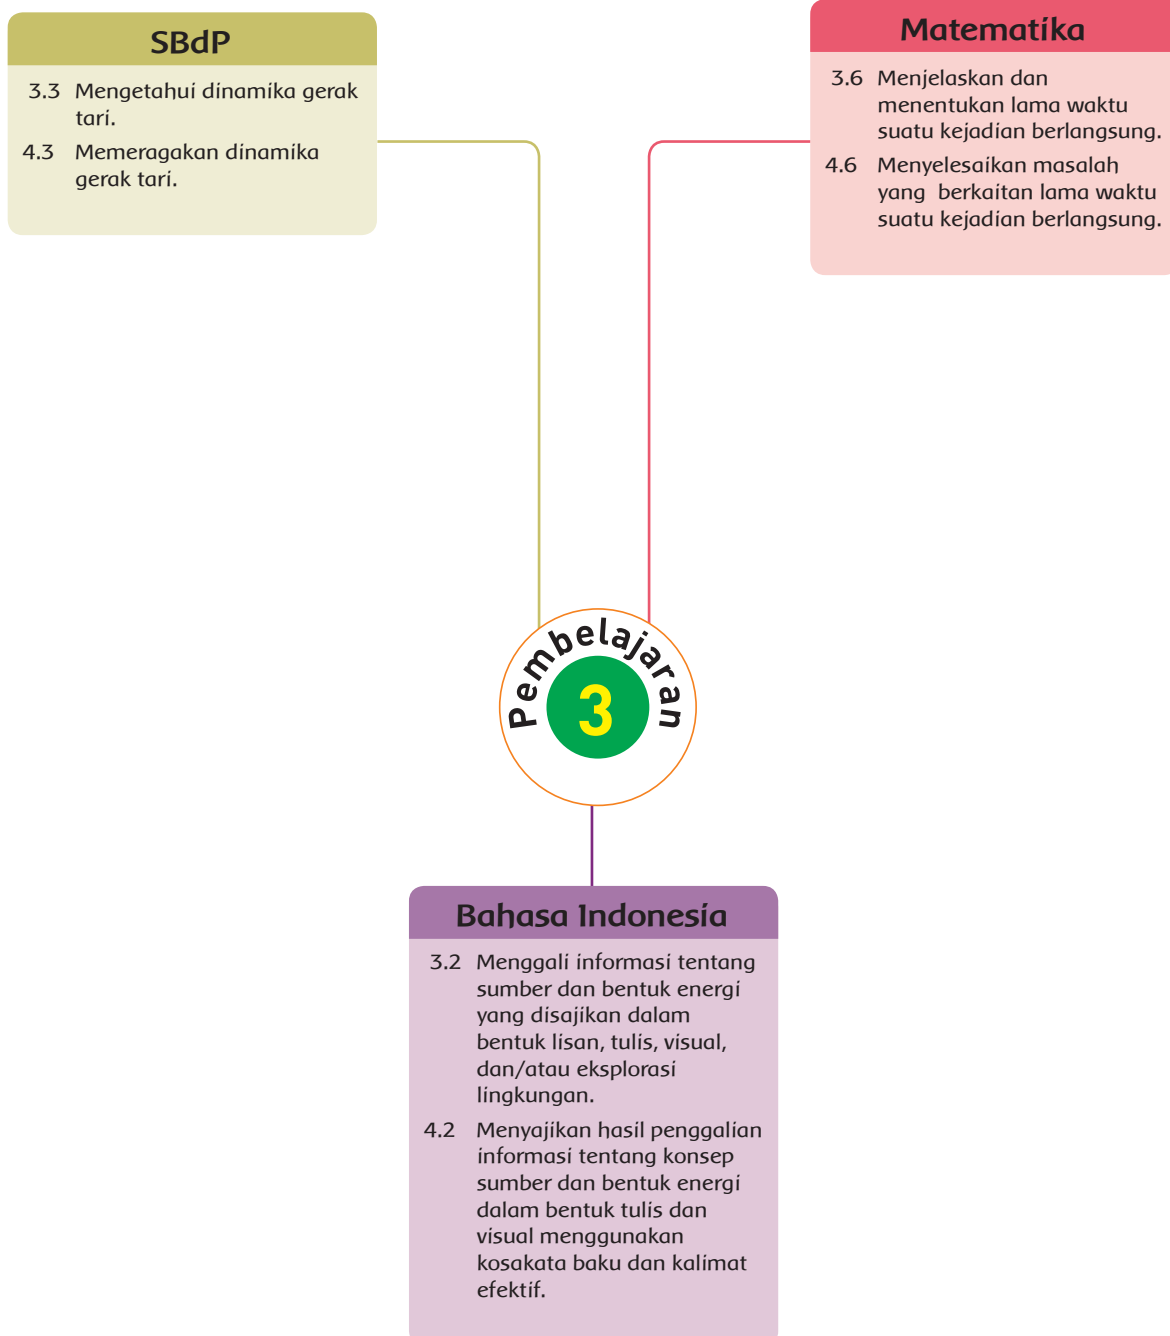 SBdP
3.3 Mengetahui dinamika gerak
tari.
4.3 Memeragakan dinamika
gerak tari.
Matematika
3.6 Menjelaskan dan
menentukan lama waktu
suatu kejadian berlangsung.
4.6 Menyelesaikan masalah
yang berkaitan lama waktu
suatu kejadian berlangsung.
Pembelajaran
3
Bahasa Indonesia
3.2 Menggali informasi tentang
sumber dan bentuk energi
yang disajikan dalam
bentuk lisan, tulis, visual,
dan/atau eksplorasi
lingkungan.
4.2 Menyajikan hasil penggalian
informasi tentang konsep
sumber dan bentuk energi
dalam bentuk tulis dan
visual menggunakan
kosakata baku dan kalimat
efektif.